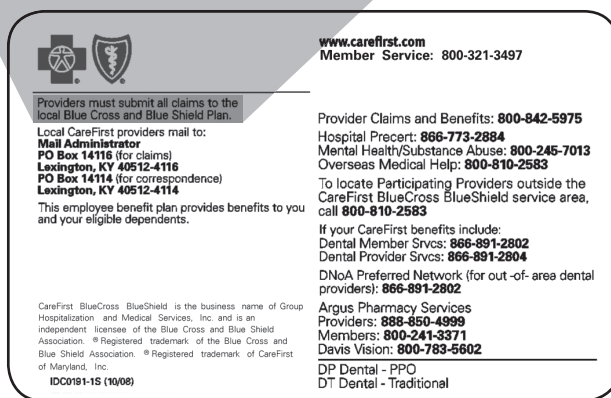 Providers must submit all claims to the
local Blue Cross and Blue Shield Plan.
Local CareFirst providers mail to:
Mail Administrator
PO Box 14116 (for claims)
Lexington, KY 40512-4116
PO Box 14114 (for correspondence)
Lexington, KY 40512-4114
This employee benefit plan provides benefits to you
and your eligible dependents.
CareFirst BlueCross BlueShield is the business name of Group
Hospitalization and Medical Services, Inc. and is an
independent licensee of the Blue Cross and Blue Shield
Association. ® Registered trademark of the Blue Cross and
Blue Shield Association. ® Registered trademark of CareFirst
of Maryland, Inc.
IDC0191-1S (10/08)
www.carefirst.com
Member Service: 800-321-3497
Provider Claims and Benefits: 800-842-5975
Hospital Precert: 866-773-2884
Mental Health/Substance Abuse: 800-245-7013
Overseas Medical Help: 800-810-2583
To locate Participating Providers outside the
CareFirst BlueCross BlueShield service area,
call 800-810-2583
If your CareFirst benefits include:
Dental Member Srvcs: 866-891-2802
Dental Provider Srvcs: 866-891-2804
DNoA Preferred Network (for out -of- area dental
providers): 866-891-2802
Argus Pharmacy Services
Providers: 888-850-4999
Members: 800-241-3371
Davis Vision: 800-783-5602
DP Dental - PPO
DT Dental - Traditional